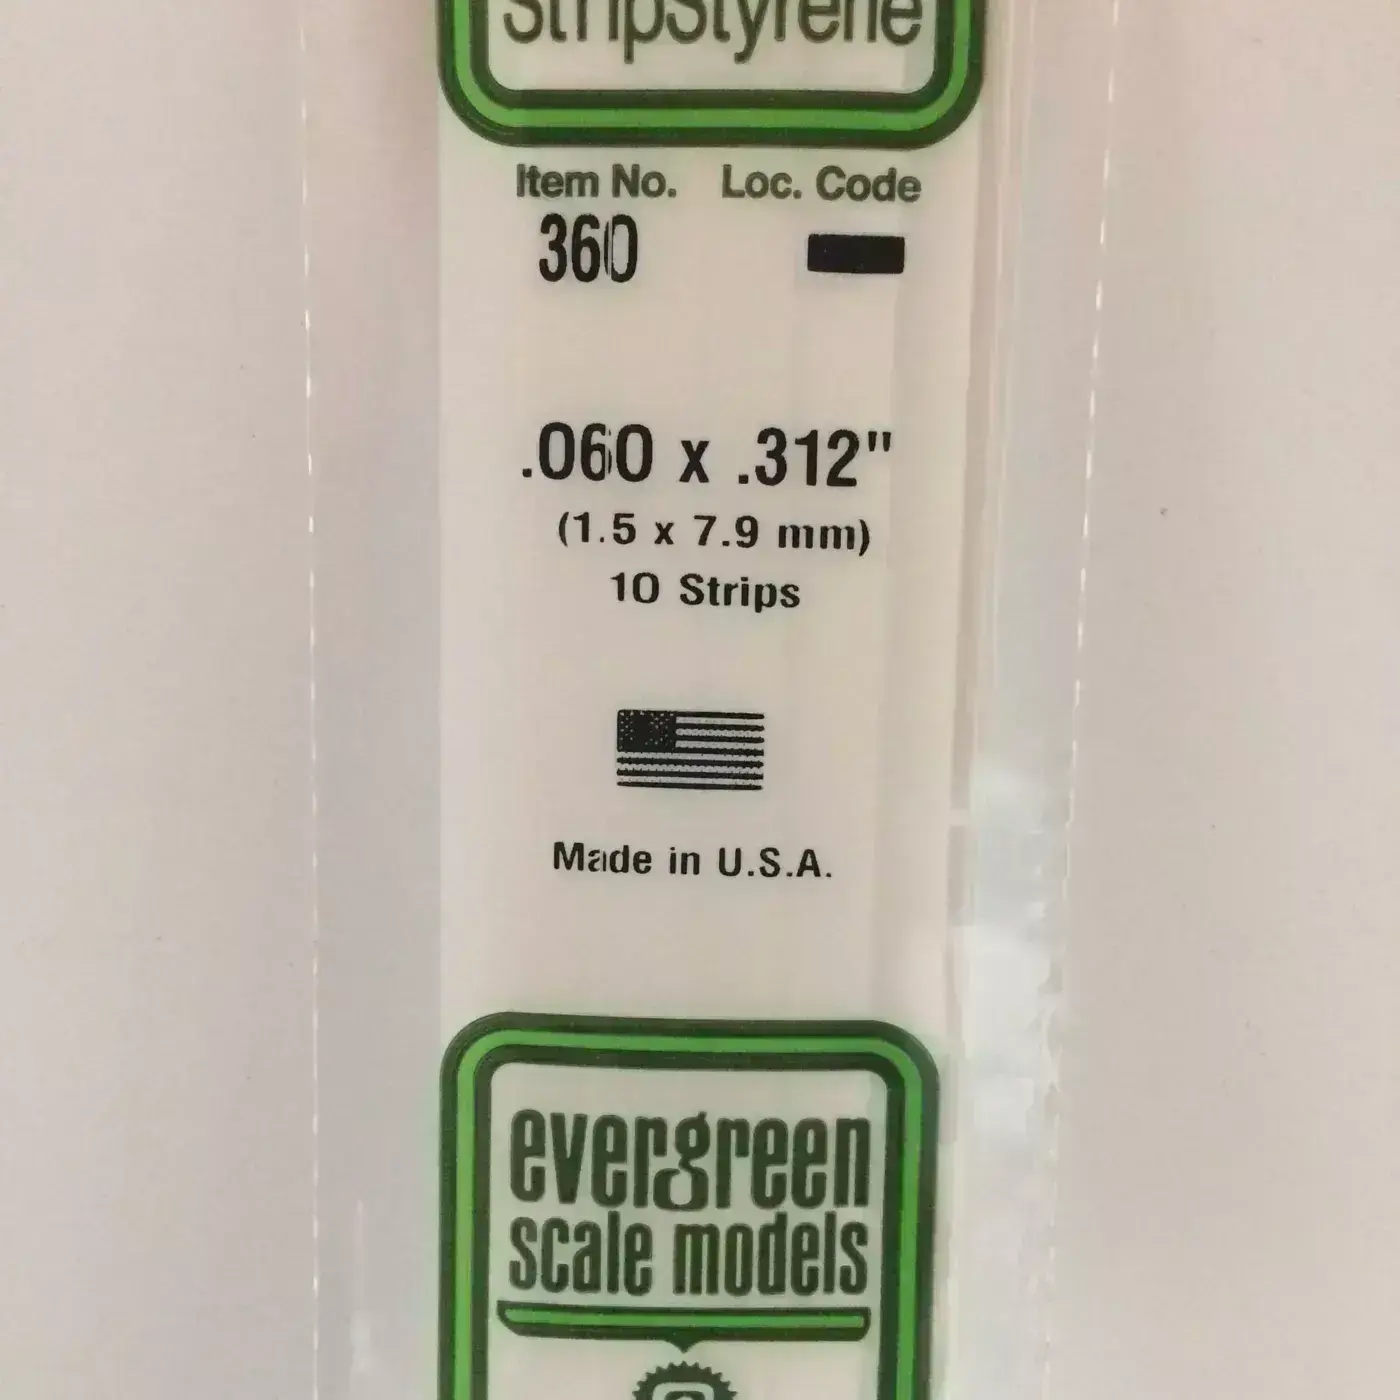 StripStyrene
Item No. Loc. Code
360
.060 x .312"
(1.5 x 7.9 mm)
10 Strips
Made in U.S.A.
evergreen
scale models